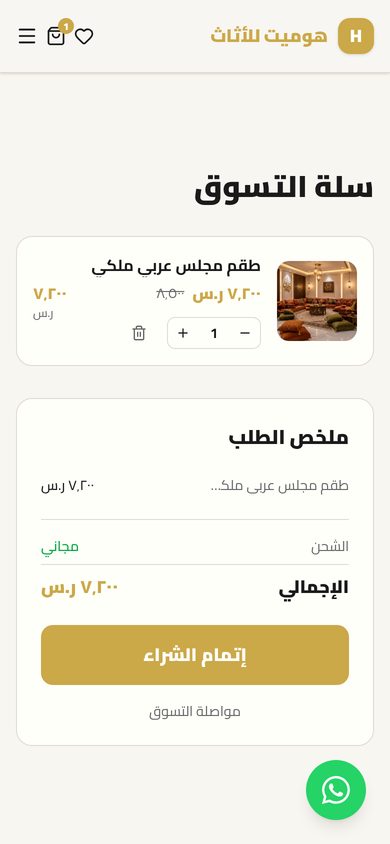 H هوميت للأثاث
1
سلة التسوق
طقم مجلس عربي ملكي
٧,٢٠٠ ر.س ٨,٥٠٠
٧,٢٠٠
ر.س
− 1 +
ملخص الطلب
طقم مجلس عربي ملك... ٧,٢٠٠ ر.س
الشحن مجاني
الإجمالي ٧,٢٠٠ ر.س
إتمام الشراء
مواصلة التسوق